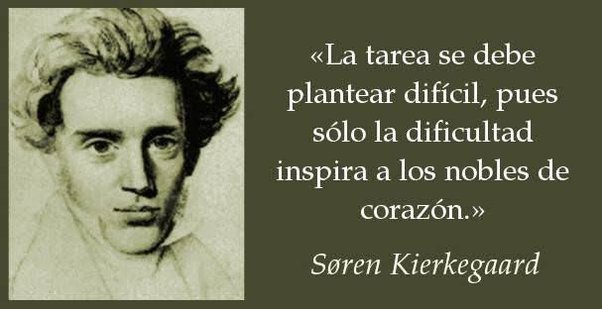 «La tarea se debe
plantear difícil, pues
sólo la dificultad
inspira a los nobles de
corazón.»
Søren Kierkegaard